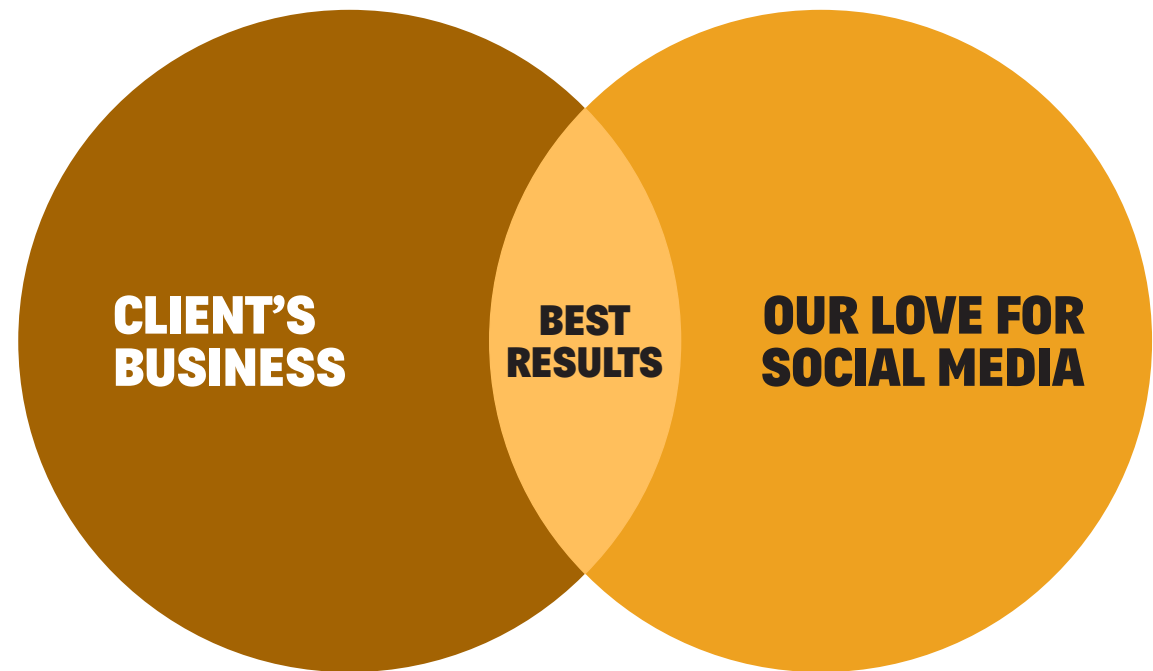 CLIENT’S
BUSINESS
BEST
RESULTS
OUR LOVE FOR
SOCIAL MEDIA